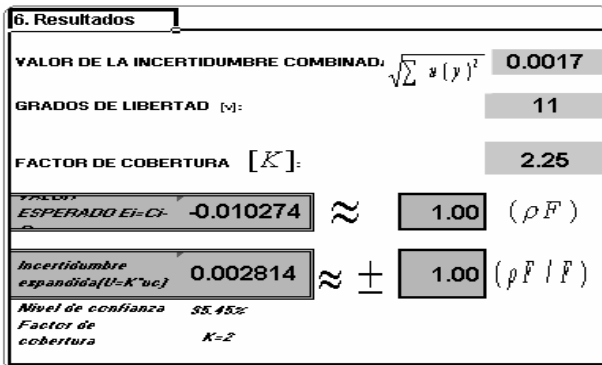 6. Resultados
VALOR DE LA INCERTIDUMBRE COMBINADA √∑ u(y)² 0.0017
GRADOS DE LIBERTAD [v]: 11
FACTOR DE COBERTURA [K]: 2.25
ESPERADO Ei=Ci- -0.010274 ≈ 1.00 (ρF)
Incertidumbre
expandida(U=K*uc) 0.002814 ≈ ± 1.00 (ρF/F)
Nivel de confianza 95.45%
Factor de
cobertura K=2